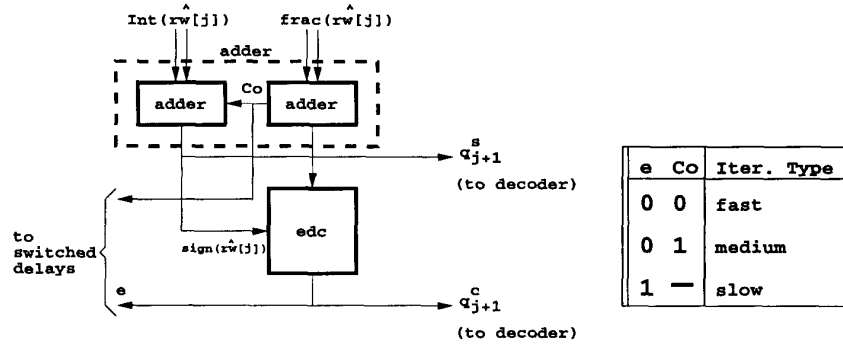 Int(rŵ[j]) frac(rŵ[j])
adder
Co
adder adder
q^s_{j+1}
(to decoder)
edc
sign(rŵ[j])
to
switched
delays
e
q^c_{j+1}
(to decoder)
e Co Iter. Type
0 0 fast
0 1 medium
1 — slow